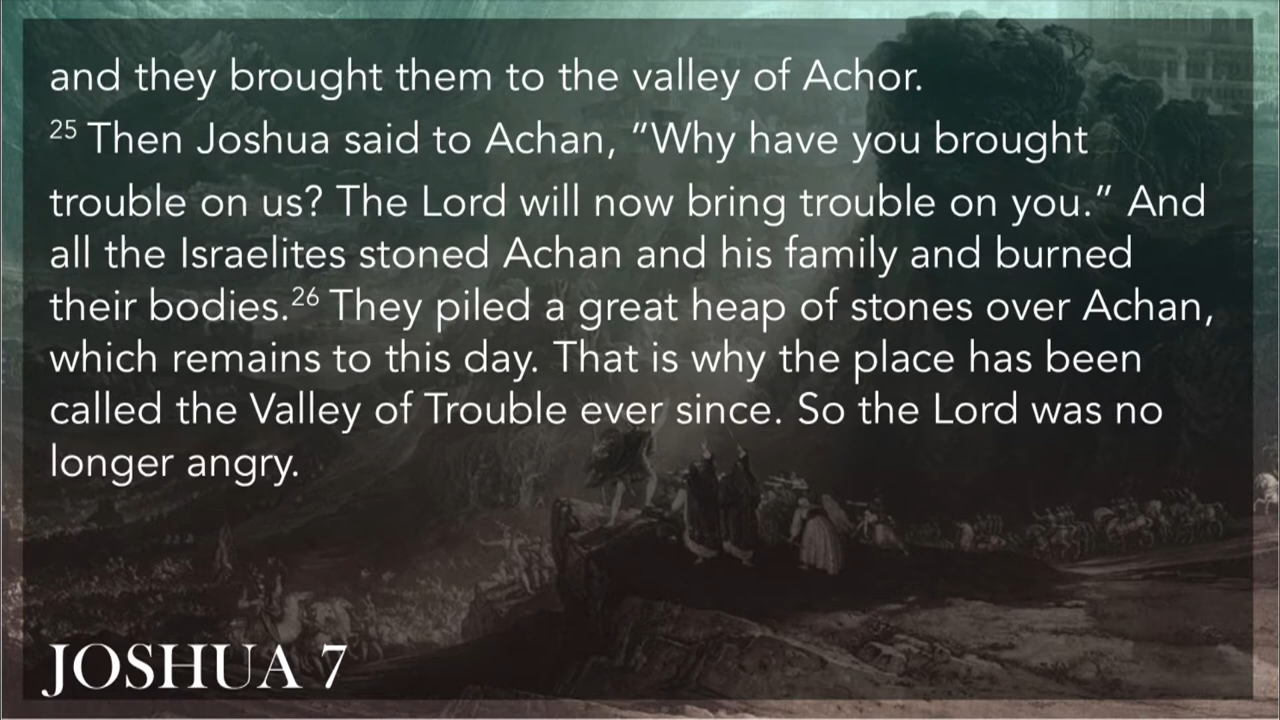 and they brought them to the valley of Achor.
25 Then Joshua said to Achan, “Why have you brought
trouble on us? The Lord will now bring trouble on you.” And
all the Israelites stoned Achan and his family and burned
their bodies.26 They piled a great heap of stones over Achan,
which remains to this day. That is why the place has been
called the Valley of Trouble ever since. So the Lord was no
longer angry.
JOSHUA 7